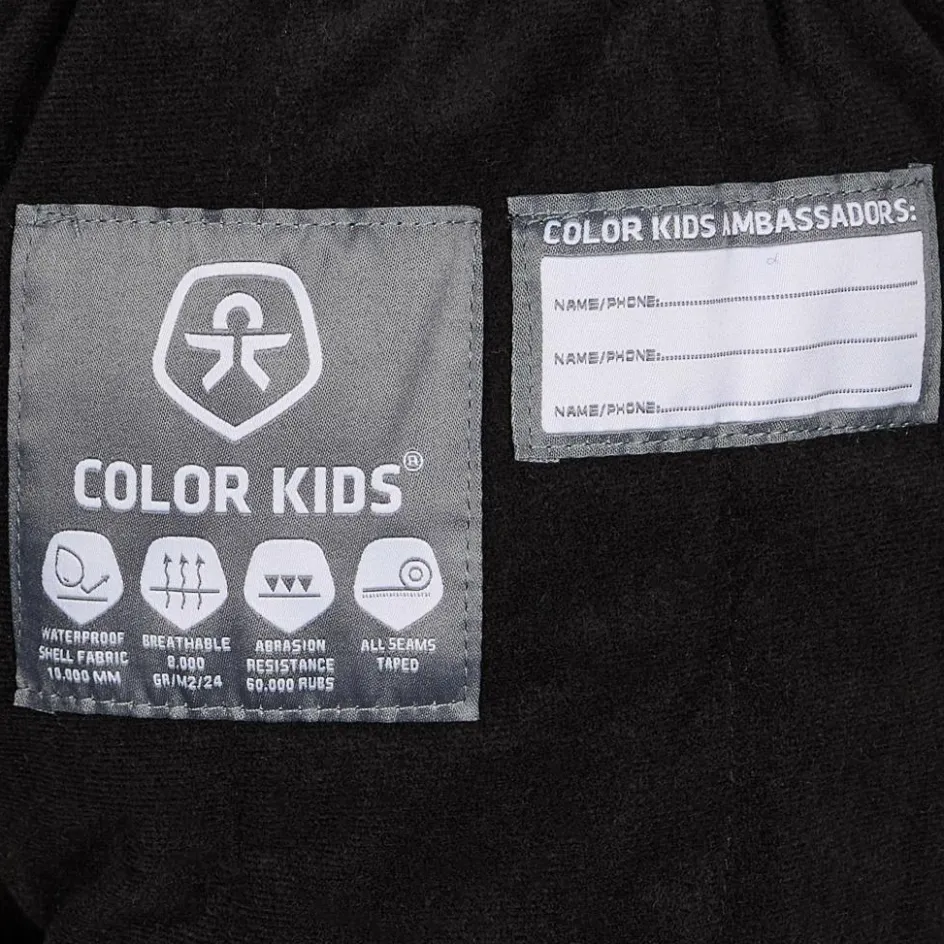 COLOR KIDS®
WATERPROOF
SHELL FABRIC
10.000 MM
BREATHABLE
8.000
GR/M2/24
ABRASION
RESISTANCE
60.000 RUBS
ALL SEAMS
TAPED
COLOR KIDS AMBASSADORS:
NAME/PHONE:
NAME/PHONE:
NAME/PHONE: